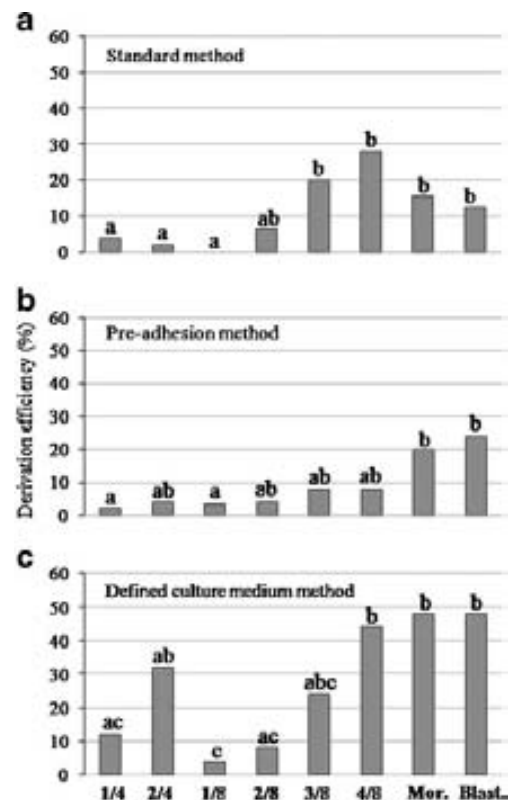 a
Standard method
60
50
40
30
20
10
0
a a a ab b b b b
b
Pre-adhesion method
60
50
40
30
20
10
0
a ab a ab ab ab b b
Derivation efficiency (%)
c
Defined culture medium method
60
50
40
30
20
10
0
ac ab c ac abc b b b
1/4 2/4 1/8 2/8 3/8 4/8 Mor. Blast.